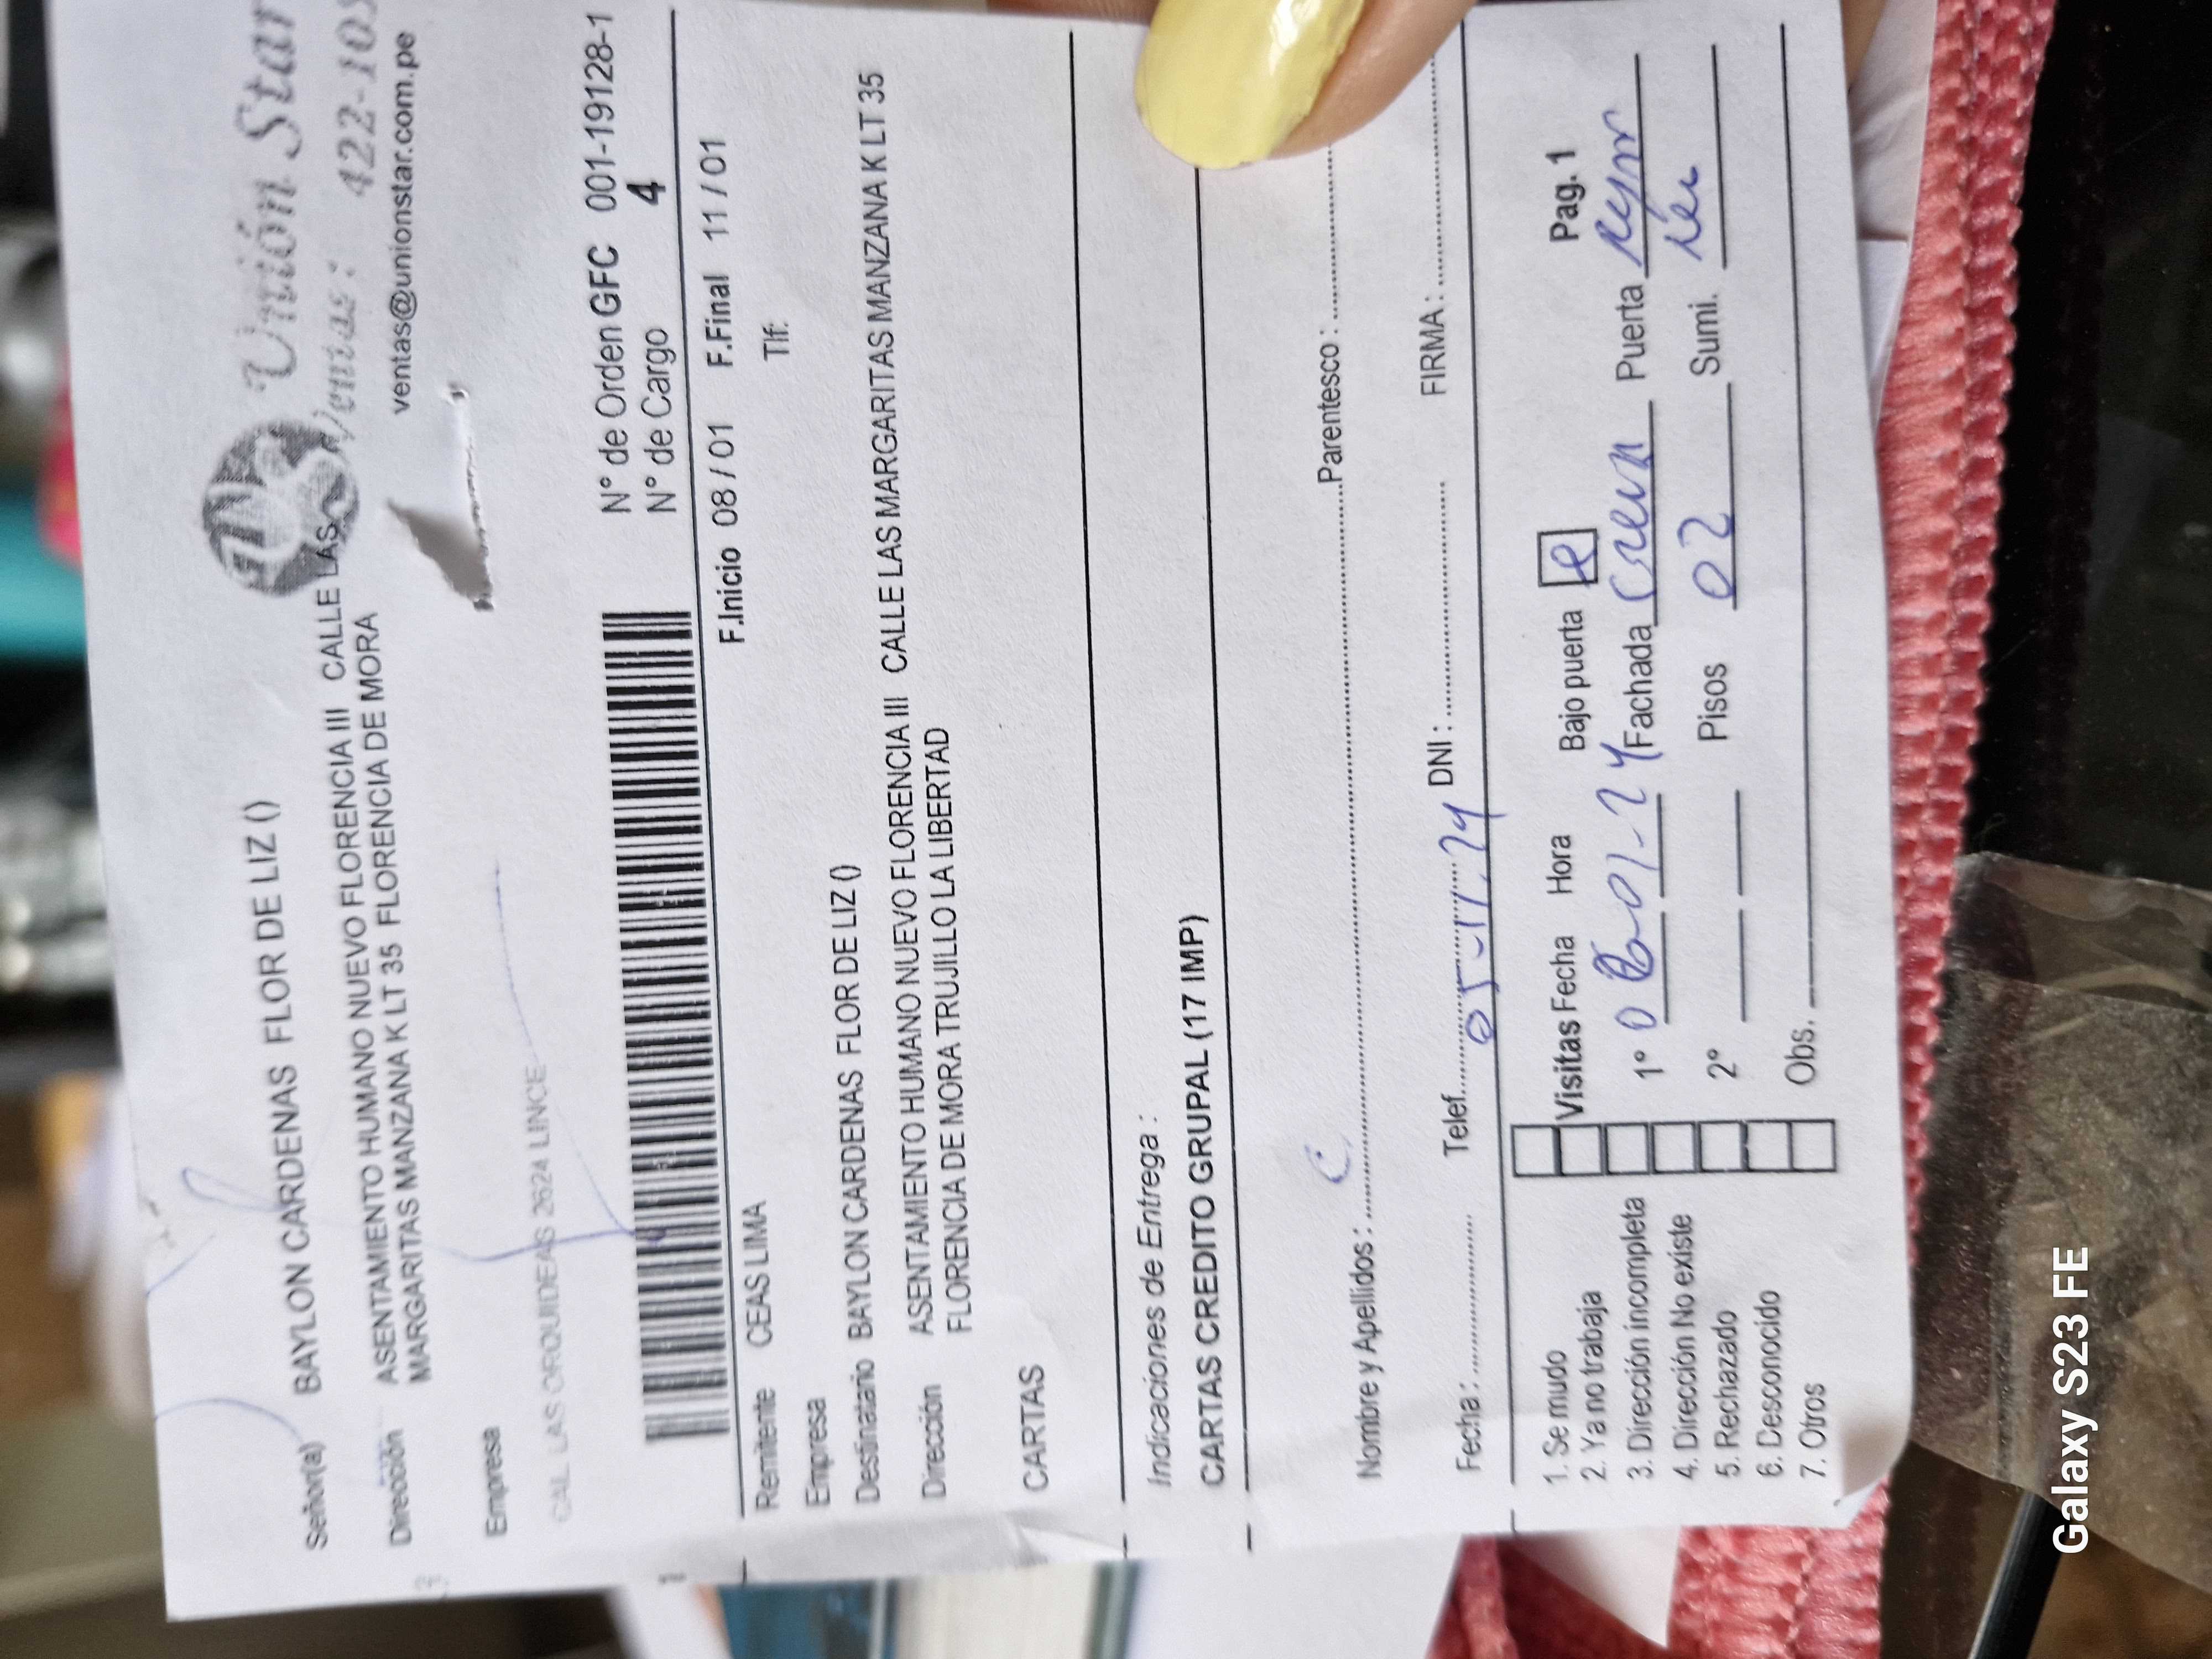 Unión Star
Ventas: 422-105
ventas@unionstar.com.pe
Señor(a) BAYLON CARDENAS FLOR DE LIZ ()
Dirección ASENTAMIENTO HUMANO NUEVO FLORENCIA III CALLE LAS
MARGARITAS MANZANA K LT 35 FLORENCIA DE MORA
Empresa
CAL LAS ORQUIDEAS 2624 LINCE
N° de Orden GFC 001-19128-1
N° de Cargo 4
F.Inicio 08 / 01 F.Final 11 / 01
Remitente CEAS LIMA Tlf:
Empresa
Destinatario BAYLON CARDENAS FLOR DE LIZ ()
Dirección ASENTAMIENTO HUMANO NUEVO FLORENCIA III CALLE LAS MARGARITAS MANZANA K LT 35
FLORENCIA DE MORA TRUJILLO LA LIBERTAD
CARTAS
Indicaciones de Entrega :
CARTAS CREDITO GRUPAL (17 IMP)
Nombre y Apellidos : Parentesco :
Fecha : Telef. DNI : FIRMA :
1. Se mudo
2. Ya no trabaja
3. Dirección incompleta
4. Dirección No existe
5. Rechazado
6. Desconocido
7. Otros
Visitas Fecha Hora Bajo puerta Pag. 1
1° Fachada Crema Puerta
2° Pisos 02 Sumi.
Obs.
Galaxy S23 FE